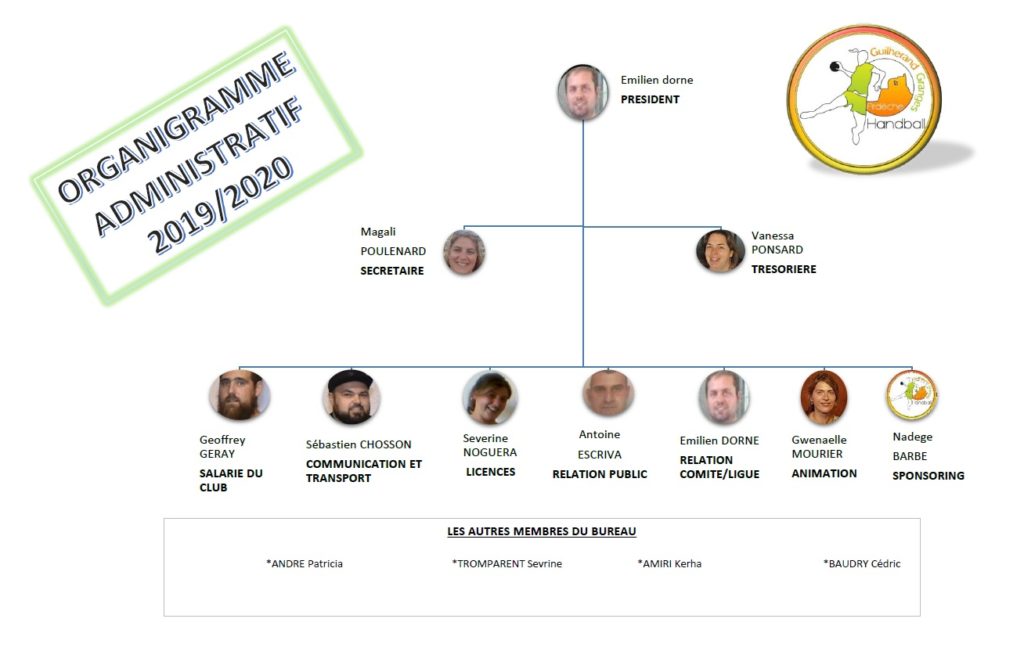 ORGANIGRAMME
ADMINISTRATIF
2019/2020
Emilien dorne
PRESIDENT
Guilherand Granges
Ardèche
Handball
Magali
POULENARD
SECRETAIRE
Vanessa
PONSARD
TRESORIERE
Geoffrey
GERAY
SALARIE DU
CLUB
Sébastien CHOSSON
COMMUNICATION ET
TRANSPORT
Severine
NOGUERA
LICENCES
Antoine
ESCRIVA
RELATION PUBLIC
Emilien DORNE
RELATION
COMITE/LIGUE
Gwenaelle
MOURIER
ANIMATION
Nadege
BARBE
SPONSORING
LES AUTRES MEMBRES DU BUREAU
*ANDRE Patricia *TROMPARENT Sevrine *AMIRI Kerha *BAUDRY Cédric